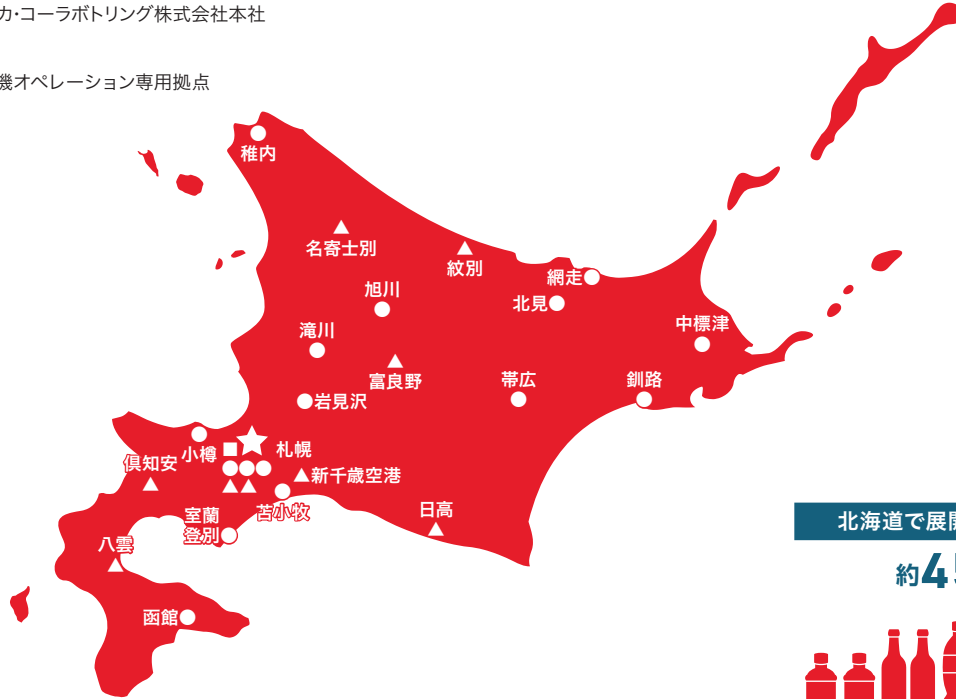 カ・コーラボトリング株式会社本社
機オペレーション専用拠点
稚内
名寄士別
紋別
網走
旭川
北見
中標津
滝川
富良野
帯広
釧路
岩見沢
小樽
札幌
倶知安
新千歳空港
苫小牧
日高
室蘭
登別
八雲
函館
北海道で展開
約45